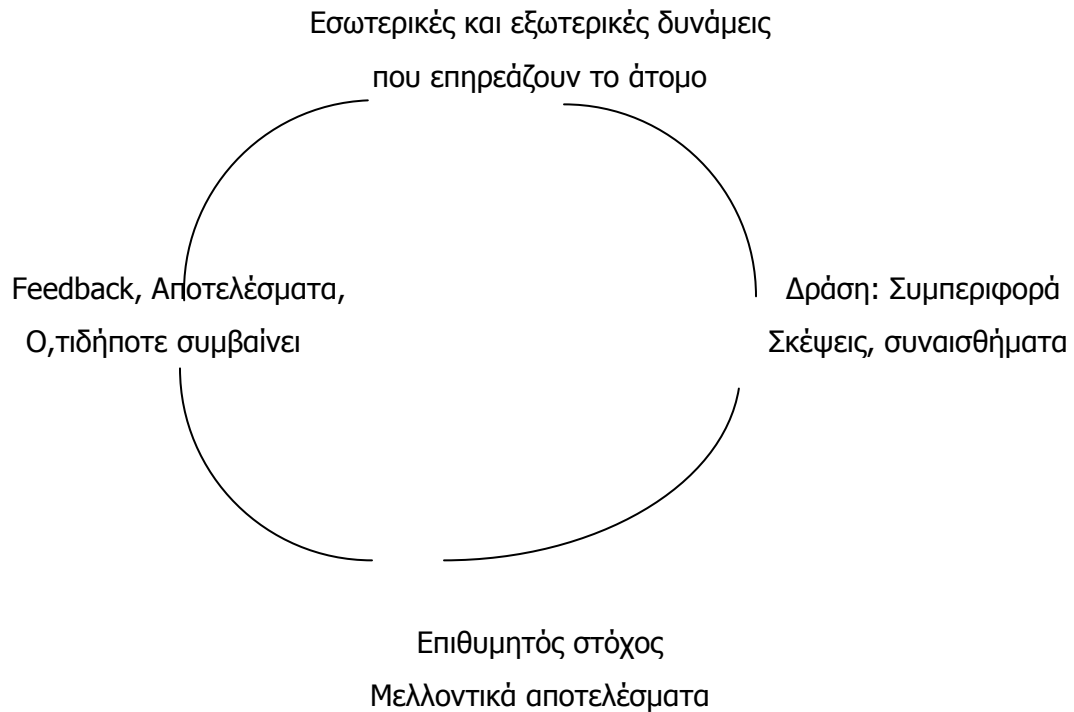 Εσωτερικές και εξωτερικές δυνάμεις
που επηρεάζουν το άτομο
Feedback, Αποτελέσματα,
Ο,τιδήποτε συμβαίνει
Δράση: Συμπεριφορά
Σκέψεις, συναισθήματα
Επιθυμητός στόχος
Μελλοντικά αποτελέσματα